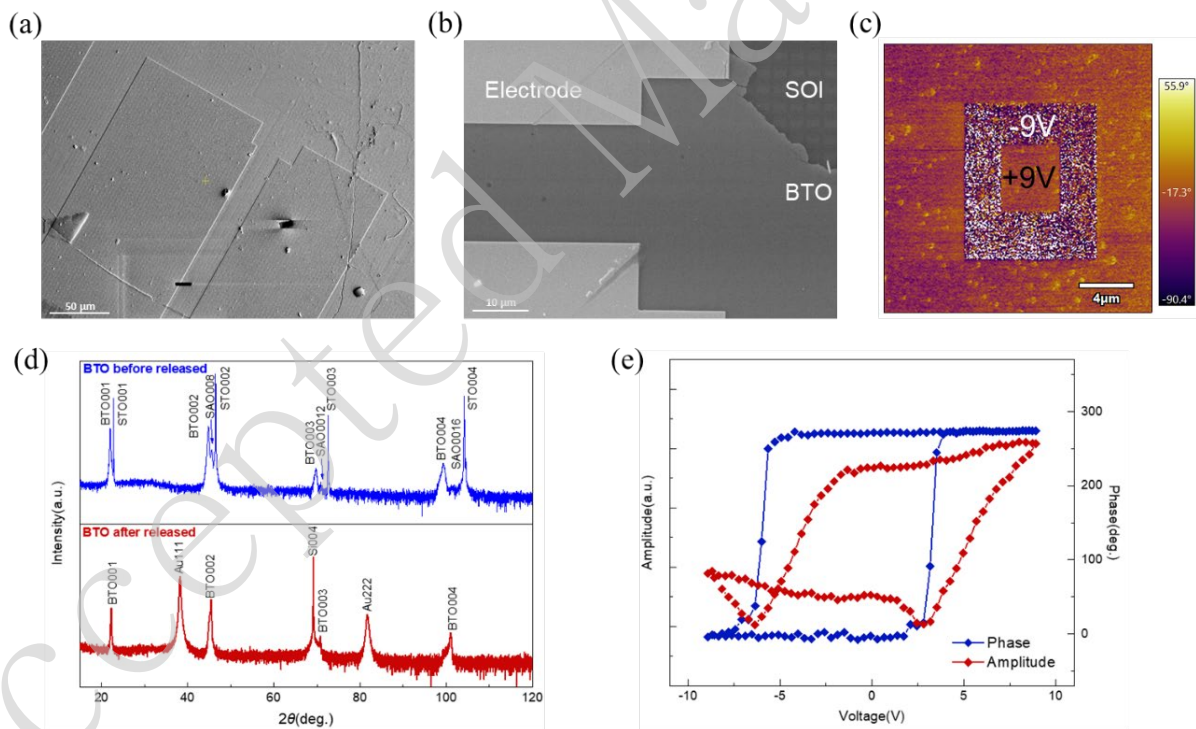 (a)
50 μm
(b)
Electrode
SOI
BTO
10 μm
(c)
-9V
+9V
4μm
55.9°
-17.3°
-90.4°
(d)
BTO before released
BTO001
STO001
BTO002
SAO008
STO002
BTO003
SAO0012
STO003
BTO004
SAO0016
STO004
BTO after released
BTO001
Au111
BTO002
Si004
BTO003
Au222
BTO004
Intensity(a.u.)
20 40 60 80 100 120
2θ(deg.)
(e)
Amplitude(a.u.)
Phase(deg.)
300
200
100
0
Phase
Amplitude
-10 -5 0 5 10
Voltage(V)
ccepted Ma